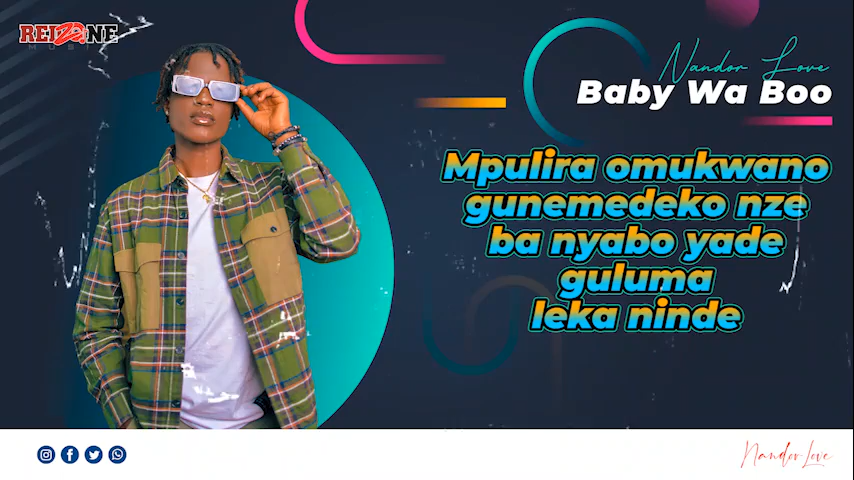 REDZONE
MUSIC
Nandor Love
Baby Wa Boo
Mpulira omukwano
gunemedeko nze
ba nyabo yade
guluma
leka ninde
Nandor Love